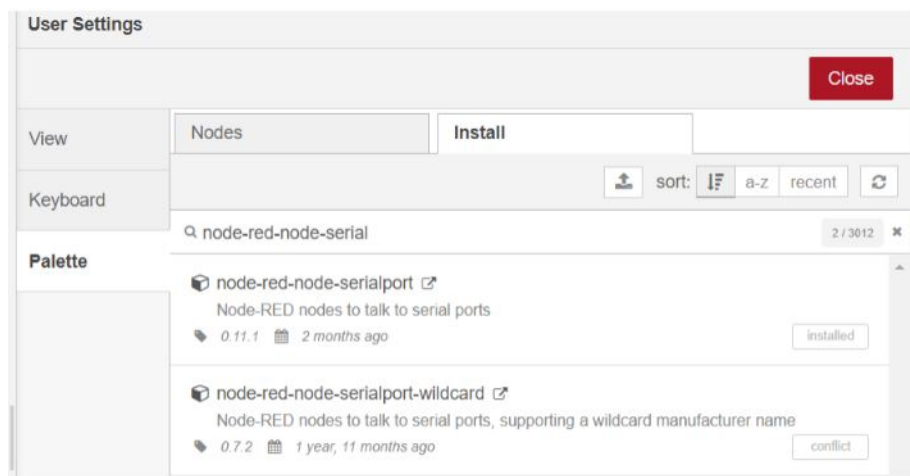 User Settings
Close
View
Keyboard
Palette
Nodes
Install
sort: a-z recent
node-red-node-serial 2 / 3012 ×
node-red-node-serialport
Node-RED nodes to talk to serial ports
0.11.1 2 months ago
installed
node-red-node-serialport-wildcard
Node-RED nodes to talk to serial ports, supporting a wildcard manufacturer name
0.7.2 1 year, 11 months ago
conflict